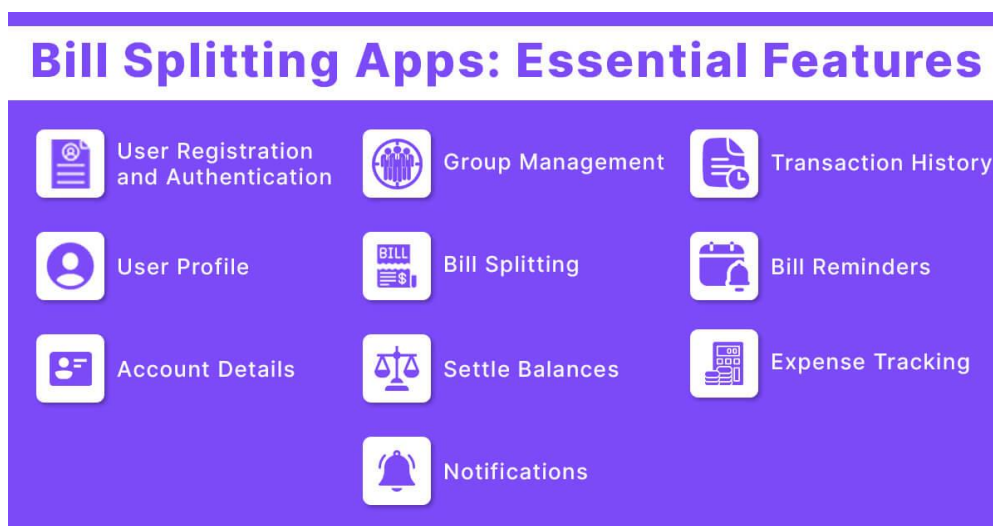 Bill Splitting Apps: Essential Features
User Registration
and Authentication
Group Management
Transaction History
User Profile
BILL
$
Bill Splitting
Bill Reminders
Account Details
Settle Balances
Expense Tracking
Notifications